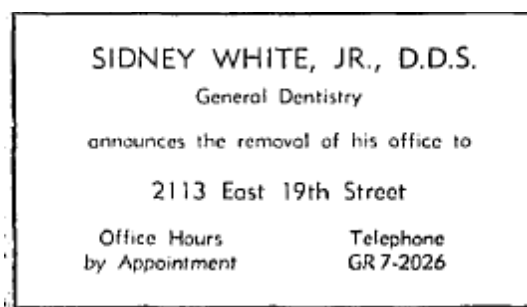 SIDNEY WHITE, JR., D.D.S.
General Dentistry
announces the removal of his office to
2113 East 19th Street
Office Hours
by Appointment
Telephone
GR 7-2026